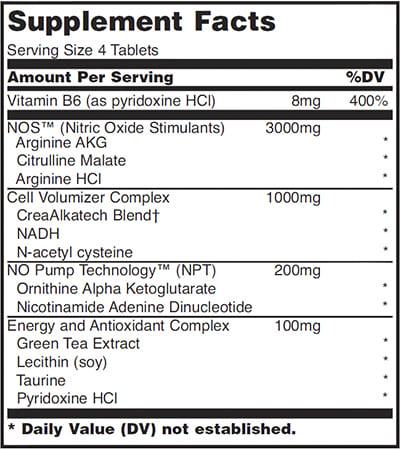 Supplement Facts
Serving Size 4 Tablets
Amount Per Serving %DV
Vitamin B6 (as pyridoxine HCl) 8mg 400%
NOS™ (Nitric Oxide Stimulants) 3000mg
Arginine AKG *
Citrulline Malate *
Arginine HCl *
Cell Volumizer Complex 1000mg
CreaAlkatech Blend† *
NADH *
N-acetyl cysteine *
NO Pump Technology™ (NPT) 200mg
Ornithine Alpha Ketoglutarate *
Nicotinamide Adenine Dinucleotide *
Energy and Antioxidant Complex 100mg
Green Tea Extract *
Lecithin (soy) *
Taurine *
Pyridoxine HCl *
* Daily Value (DV) not established.